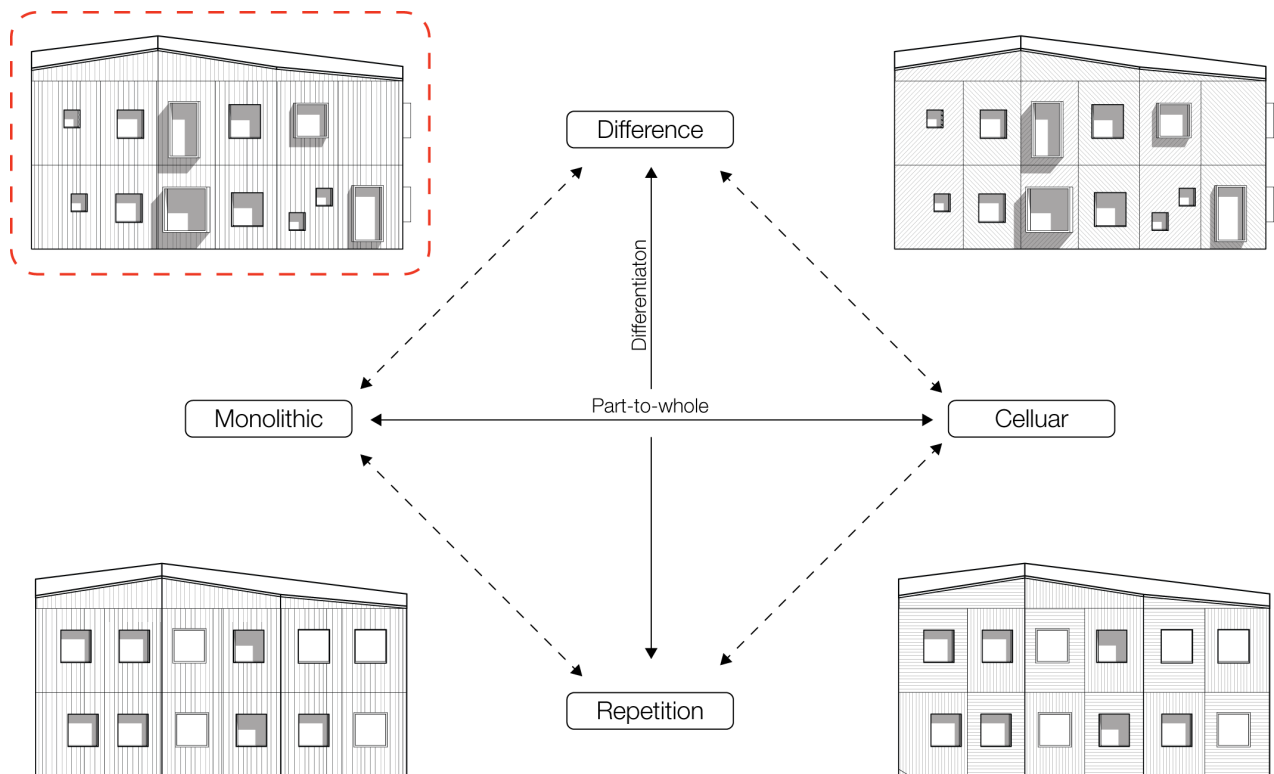 Difference
Differentiaton
Part-to-whole
Monolithic
Celluar
Repetition